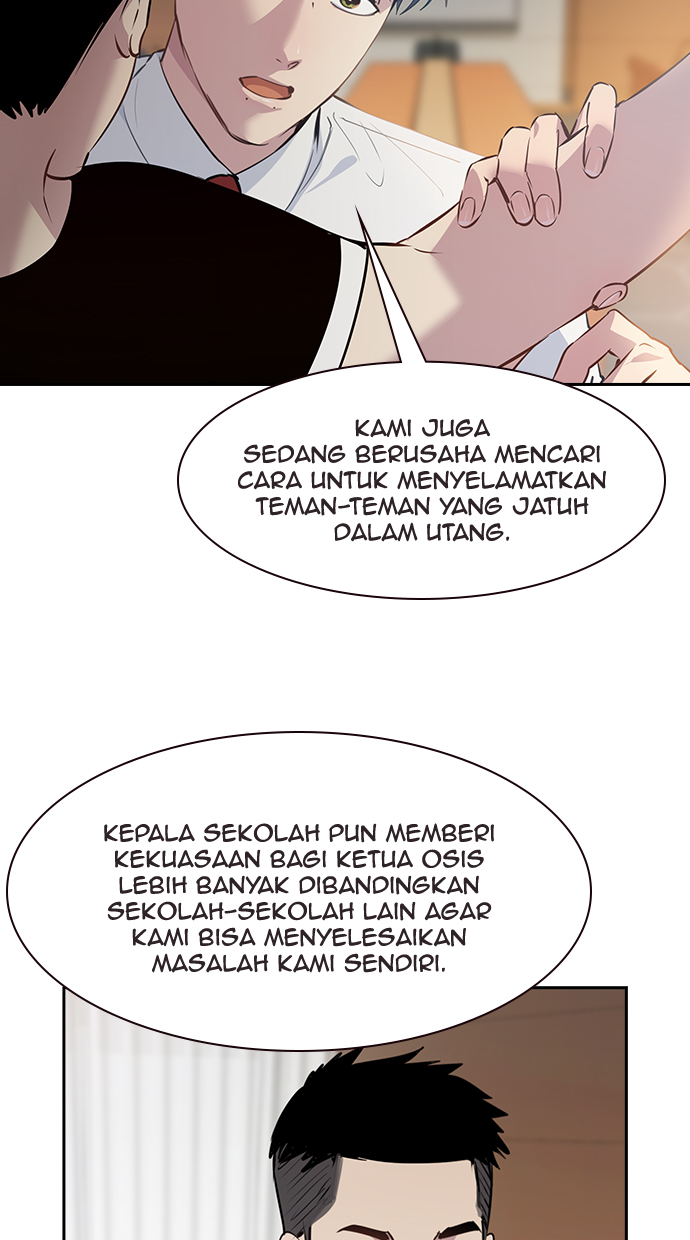 KAMI JUGA
SEDANG BERUSAHA MENCARI
CARA UNTUK MENYELAMATKAN
TEMAN-TEMAN YANG JATUH
DALAM UTANG.
KEPALA SEKOLAH PUN MEMBERI
KEKUASAAN BAGI KETUA OSIS
LEBIH BANYAK DIBANDINGKAN
SEKOLAH-SEKOLAH LAIN AGAR
KAMI BISA MENYELESAIKAN
MASALAH KAMI SENDIRI.